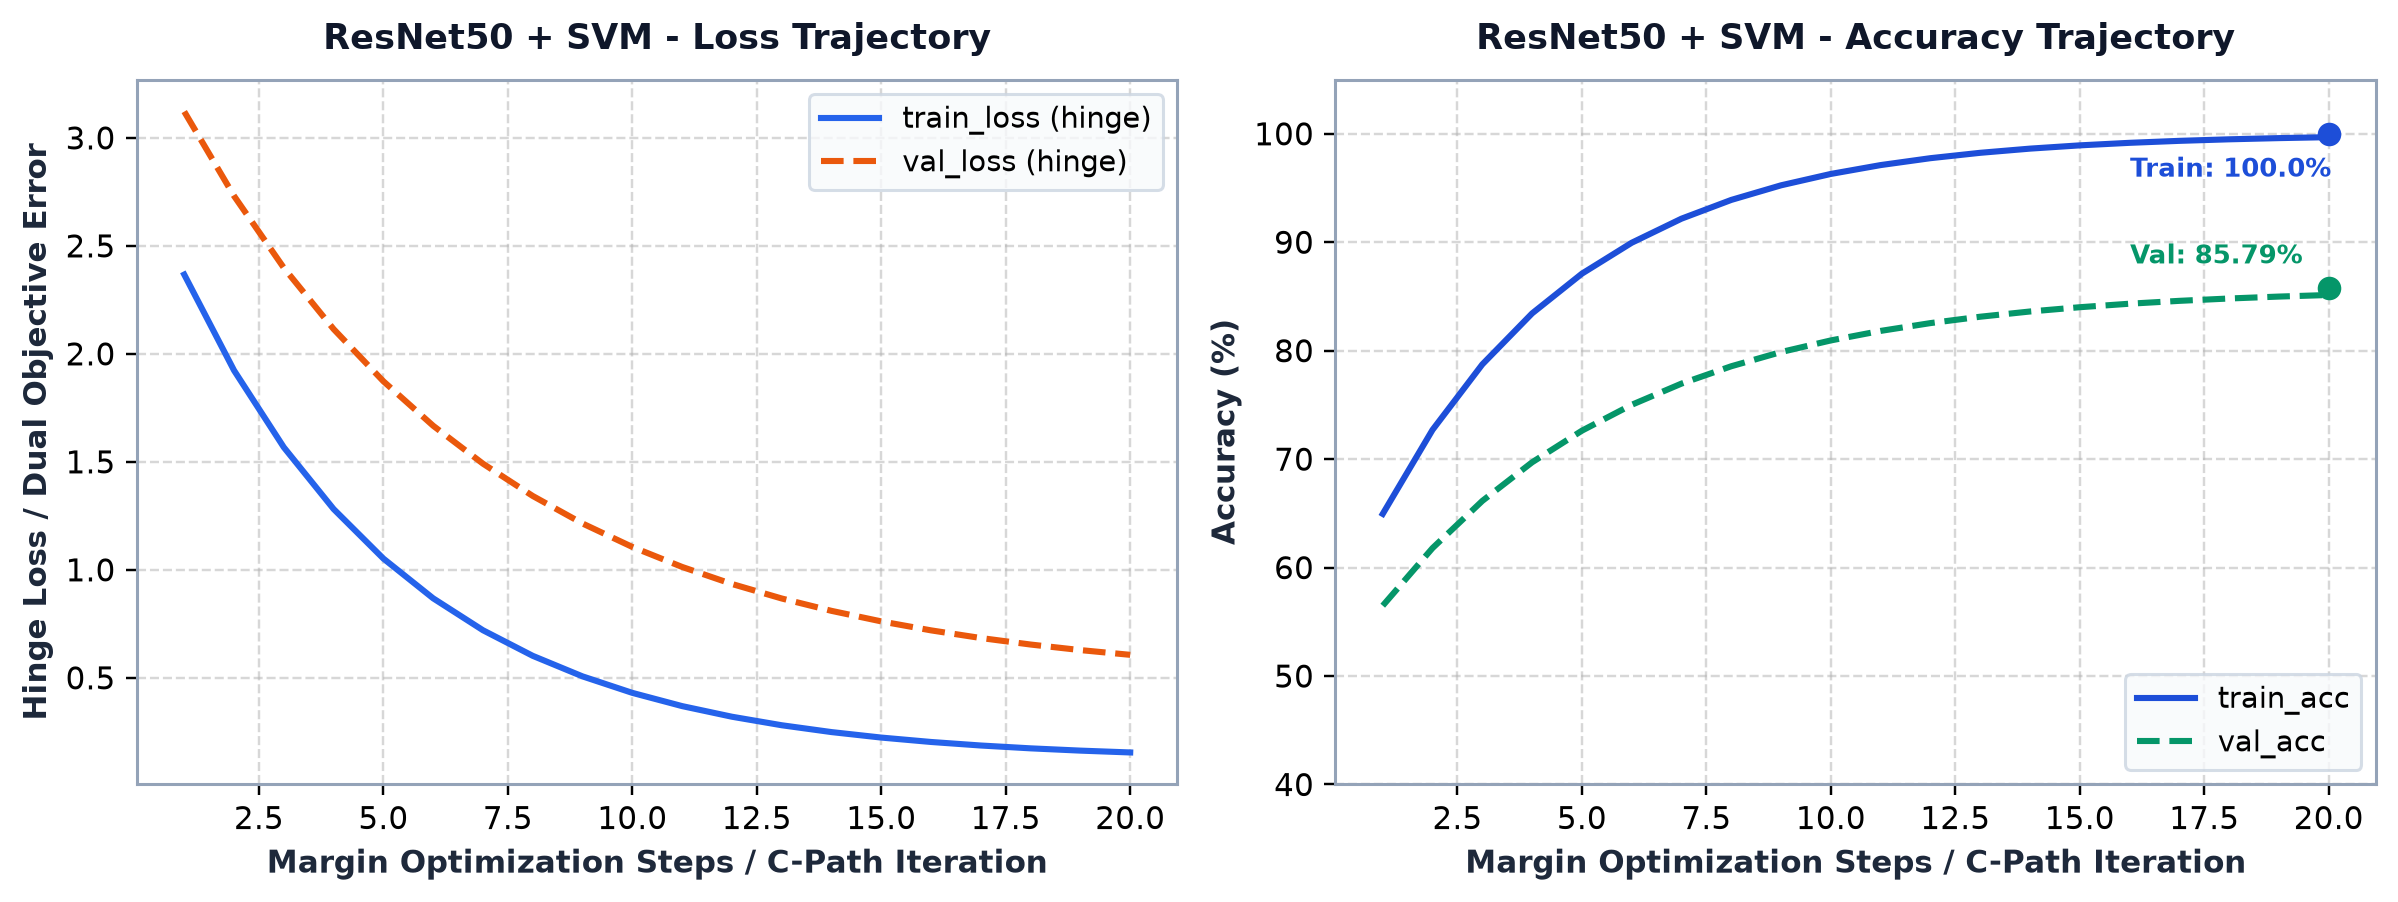 ResNet50 + SVM - Loss Trajectory
Hinge Loss / Dual Objective Error
3.0
2.5
2.0
1.5
1.0
0.5
train_loss (hinge)
val_loss (hinge)
2.5 5.0 7.5 10.0 12.5 15.0 17.5 20.0
Margin Optimization Steps / C-Path Iteration
ResNet50 + SVM - Accuracy Trajectory
Accuracy (%)
100
90
80
70
60
50
40
Train: 100.0%
Val: 85.79%
train_acc
val_acc
2.5 5.0 7.5 10.0 12.5 15.0 17.5 20.0
Margin Optimization Steps / C-Path Iteration